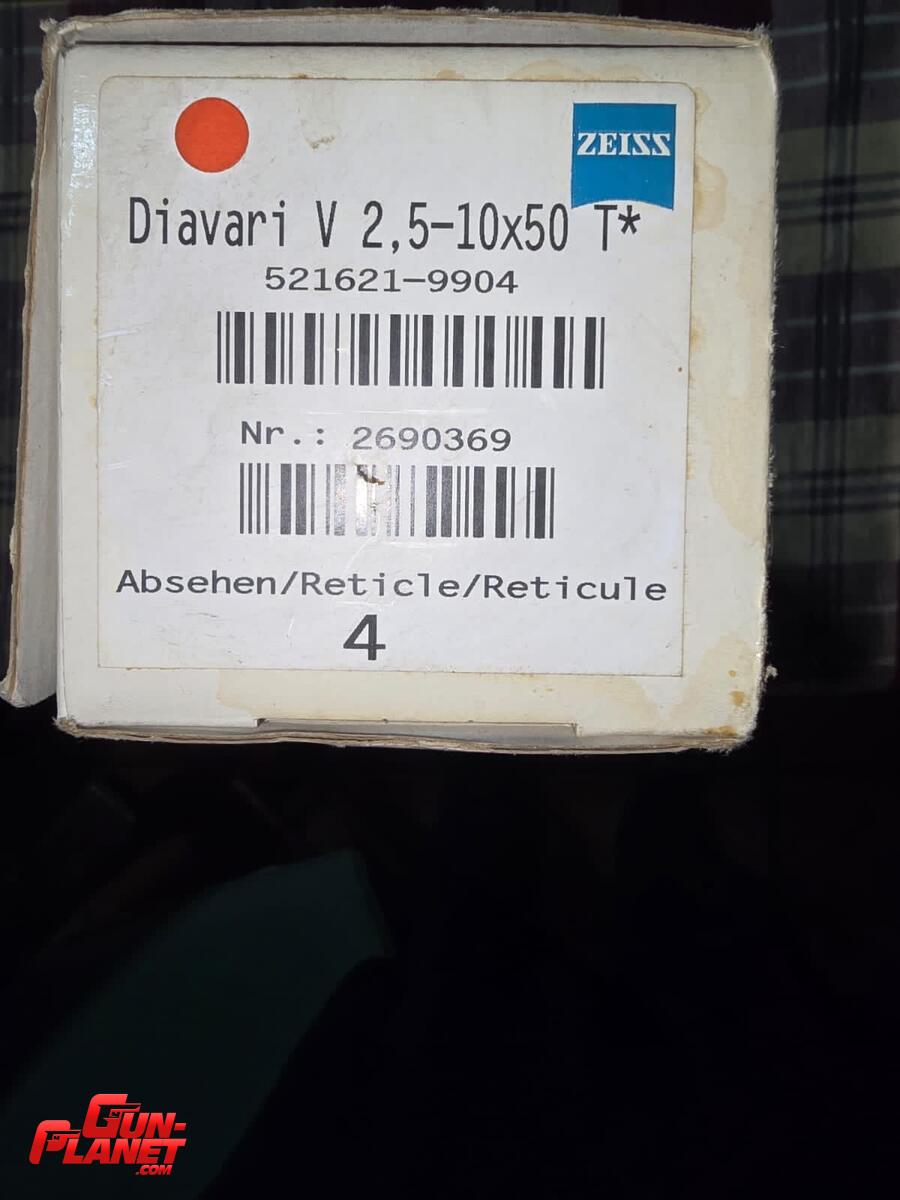 ZEISS
Diavari V 2,5-10x50 T*
521621-9904
Nr.: 2690369
Absehen/Reticle/Reticule
4
GUN-
PLANET
.COM